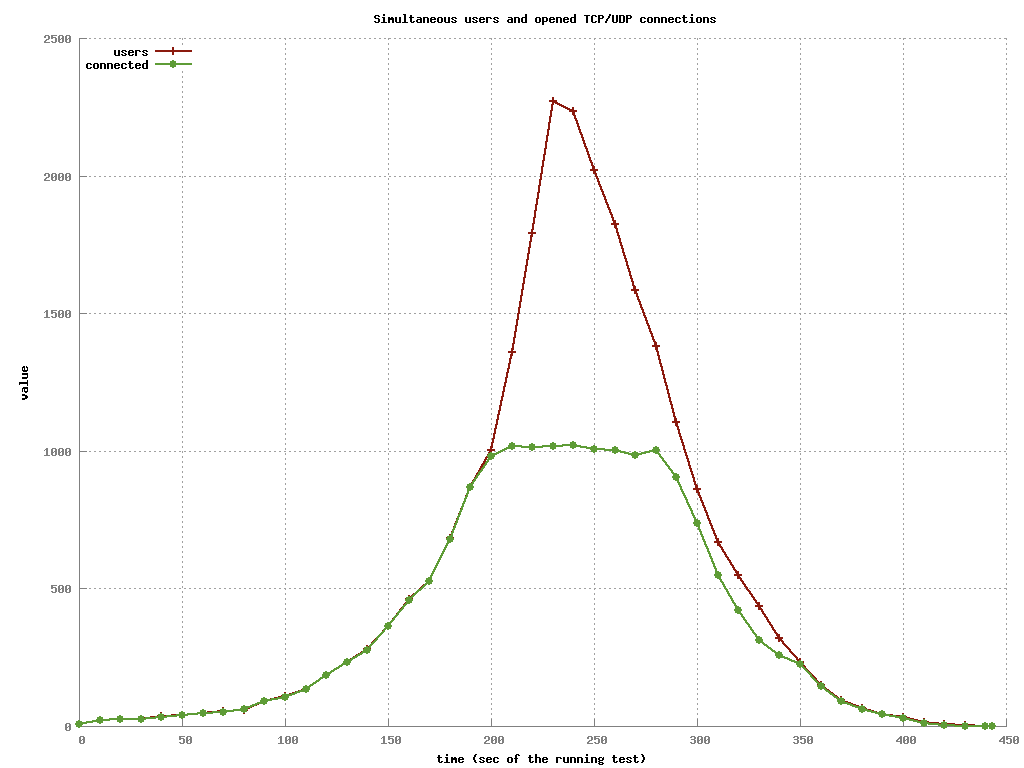 Simultaneous users and opened TCP/UDP connections
2500
users
connected
2000
1500
value
1000
500
0
0 50 100 150 200 250 300 350 400 450
time (sec of the running test)